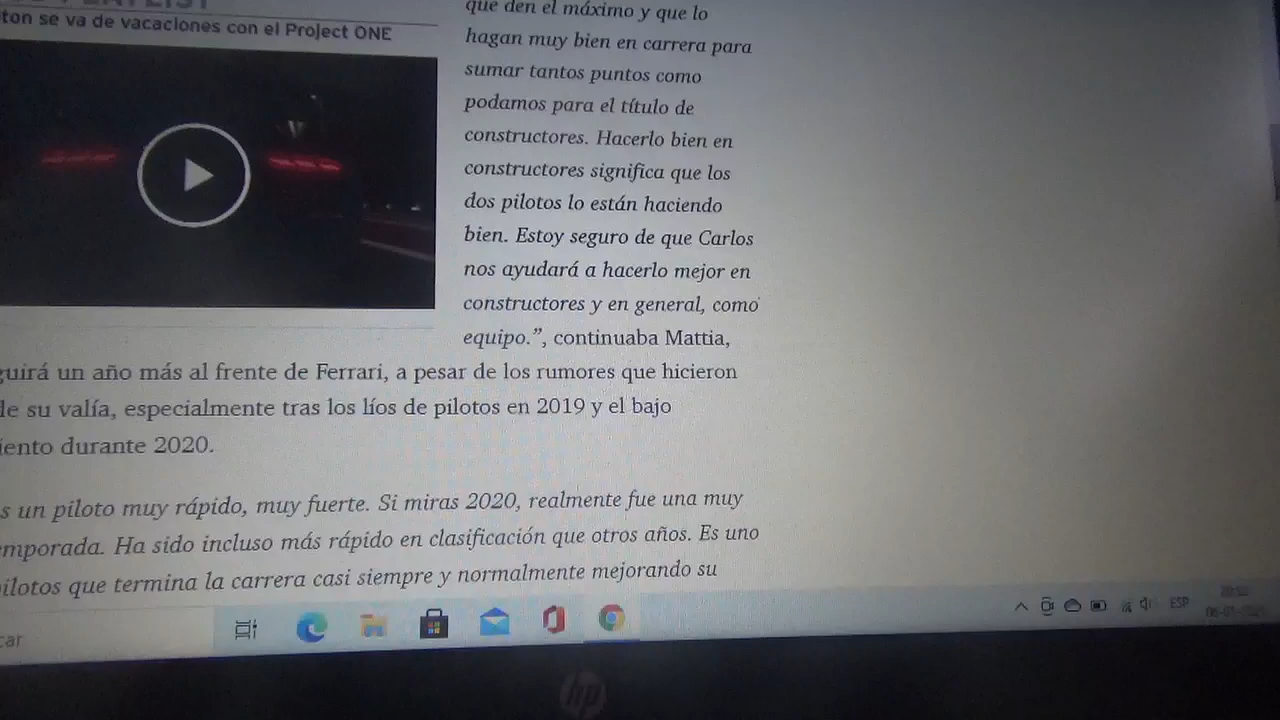 ton se va de vacaciones con el Project ONE
que den el máximo y que lo
hagan muy bien en carrera para
sumar tantos puntos como
podamos para el título de
constructores. Hacerlo bien en
constructores significa que los
dos pilotos lo están haciendo
bien. Estoy seguro de que Carlos
nos ayudará a hacerlo mejor en
constructores y en general, como
equipo.”, continuaba Mattia,
guirá un año más al frente de Ferrari, a pesar de los rumores que hicieron
de su valía, especialmente tras los líos de pilotos en 2019 y el bajo
iento durante 2020.
s un piloto muy rápido, muy fuerte. Si miras 2020, realmente fue una muy
emporada. Ha sido incluso más rápido en clasificación que otros años. Es uno
pilotos que termina la carrera casi siempre y normalmente mejorando su
car
ESP
hp